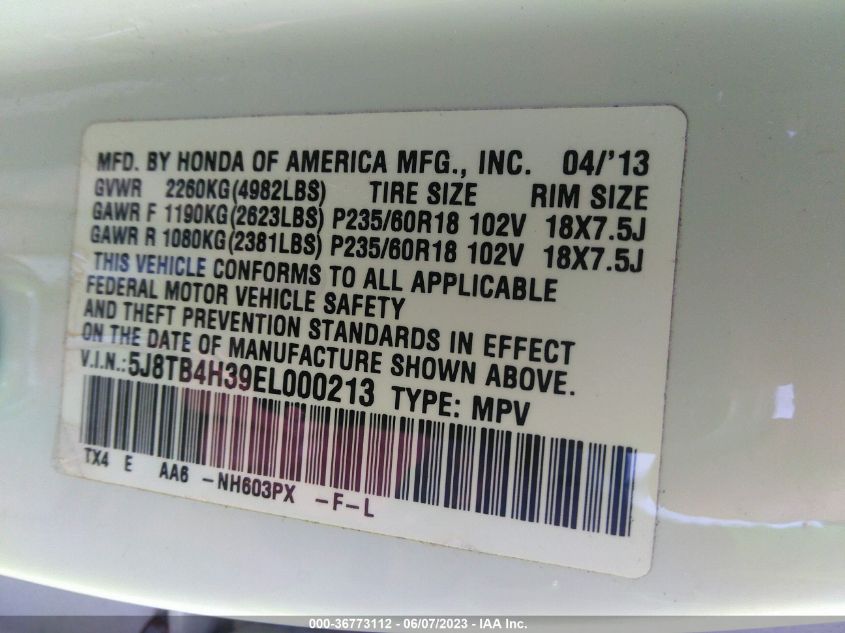 MFD. BY HONDA OF AMERICA MFG., INC. 04/'13
GVWR 2260KG(4982LBS) TIRE SIZE RIM SIZE
GAWR F 1190KG(2623LBS) P235/60R18 102V 18X7.5J
GAWR R 1080KG(2381LBS) P235/60R18 102V 18X7.5J
THIS VEHICLE CONFORMS TO ALL APPLICABLE
FEDERAL MOTOR VEHICLE SAFETY
AND THEFT PREVENTION STANDARDS IN EFFECT
ON THE DATE OF MANUFACTURE SHOWN ABOVE.
V.I.N.:5J8TB4H39EL000213 TYPE: MPV
TX4 E AA6 -NH603PX -F-L
000-36773112 - 06/07/2023 - IAA Inc.